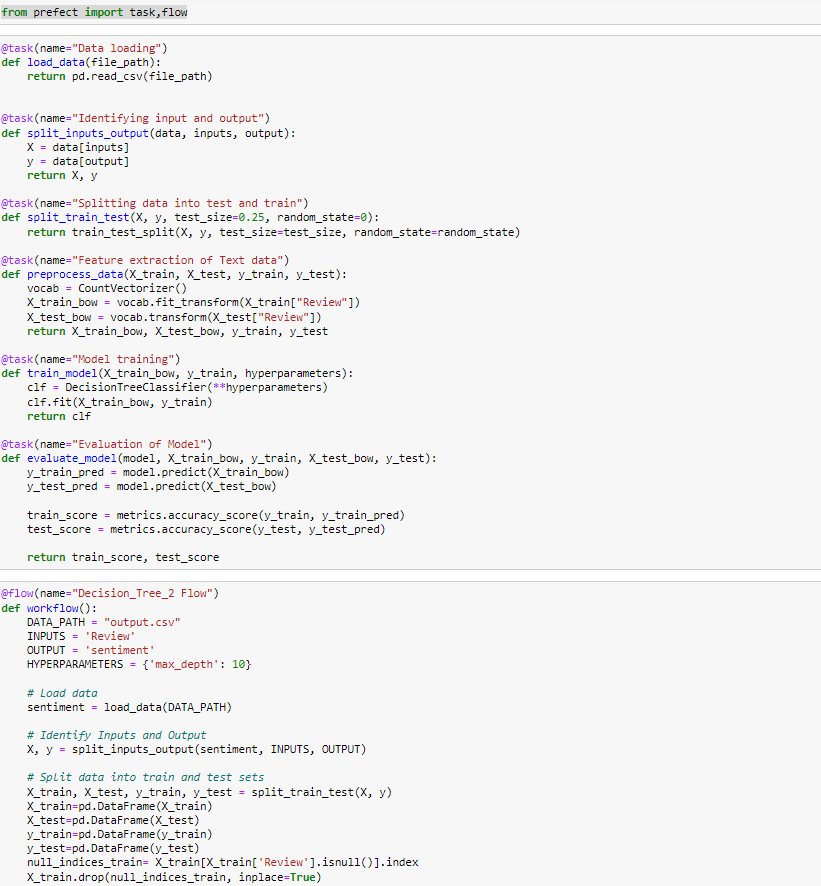 from prefect import task,flow
@task(name="Data loading")
def load_data(file_path):
    return pd.read_csv(file_path)
@task(name="Identifying input and output")
def split_inputs_output(data, inputs, output):
    X = data[inputs]
    y = data[output]
    return X, y
@task(name="Splitting data into test and train")
def split_train_test(X, y, test_size=0.25, random_state=0):
    return train_test_split(X, y, test_size=test_size, random_state=random_state)
@task(name="Feature extraction of Text data")
def preprocess_data(X_train, X_test, y_train, y_test):
    vocab = CountVectorizer()
    X_train_bow = vocab.fit_transform(X_train["Review"])
    X_test_bow = vocab.transform(X_test["Review"])
    return X_train_bow, X_test_bow, y_train, y_test
@task(name="Model training")
def train_model(X_train_bow, y_train, hyperparameters):
    clf = DecisionTreeClassifier(**hyperparameters)
    clf.fit(X_train_bow, y_train)
    return clf
@task(name="Evaluation of Model")
def evaluate_model(model, X_train_bow, y_train, X_test_bow, y_test):
    y_train_pred = model.predict(X_train_bow)
    y_test_pred = model.predict(X_test_bow)
    train_score = metrics.accuracy_score(y_train, y_train_pred)
    test_score = metrics.accuracy_score(y_test, y_test_pred)
    return train_score, test_score
@flow(name="Decision_Tree_2 Flow")
def workflow():
    DATA_PATH = "output.csv"
    INPUTS = 'Review'
    OUTPUT = 'sentiment'
    HYPERPARAMETERS = {'max_depth': 10}
    # Load data
    sentiment = load_data(DATA_PATH)
    # Identify Inputs and Output
    X, y = split_inputs_output(sentiment, INPUTS, OUTPUT)
    # Split data into train and test sets
    X_train, X_test, y_train, y_test = split_train_test(X, y)
    X_train=pd.DataFrame(X_train)
    X_test=pd.DataFrame(X_test)
    y_train=pd.DataFrame(y_train)
    y_test=pd.DataFrame(y_test)
    null_indices_train= X_train[X_train['Review'].isnull()].index
    X_train.drop(null_indices_train, inplace=True)